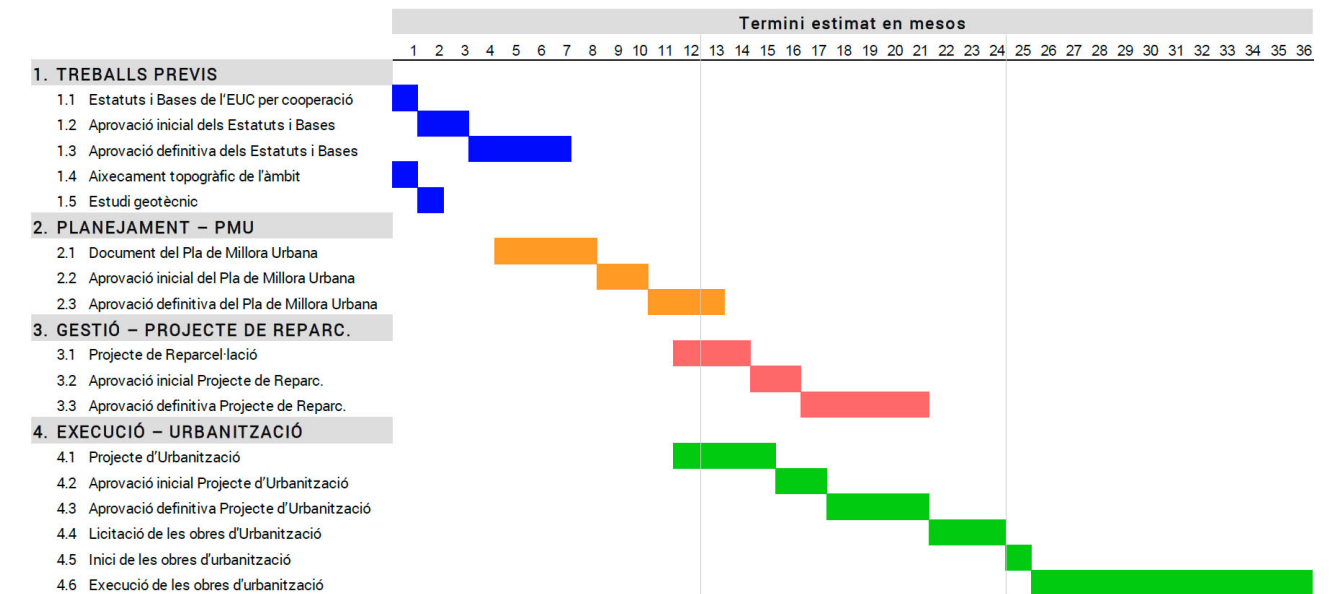 Termini estimat en mesos
1 2 3 4 5 6 7 8 9 10 11 12 13 14 15 16 17 18 19 20 21 22 23 24 25 26 27 28 29 30 31 32 33 34 35 36
1. TREBALLS PREVIS
1.1 Estatuts i Bases de l'EUC per cooperació
1.2 Aprovació inicial dels Estatuts i Bases
1.3 Aprovació definitiva dels Estatuts i Bases
1.4 Aixecament topogràfic de l'àmbit
1.5 Estudi geotècnic
2. PLANEJAMENT – PMU
2.1 Document del Pla de Millora Urbana
2.2 Aprovació inicial del Pla de Millora Urbana
2.3 Aprovació definitiva del Pla de Millora Urbana
3. GESTIÓ – PROJECTE DE REPARC.
3.1 Projecte de Reparcel·lació
3.2 Aprovació inicial Projecte de Reparc.
3.3 Aprovació definitiva Projecte de Reparc.
4. EXECUCIÓ – URBANITZACIÓ
4.1 Projecte d'Urbanització
4.2 Aprovació inicial Projecte d'Urbanització
4.3 Aprovació definitiva Projecte d'Urbanització
4.4 Licitació de les obres d'Urbanització
4.5 Inici de les obres d'urbanització
4.6 Execució de les obres d'urbanització